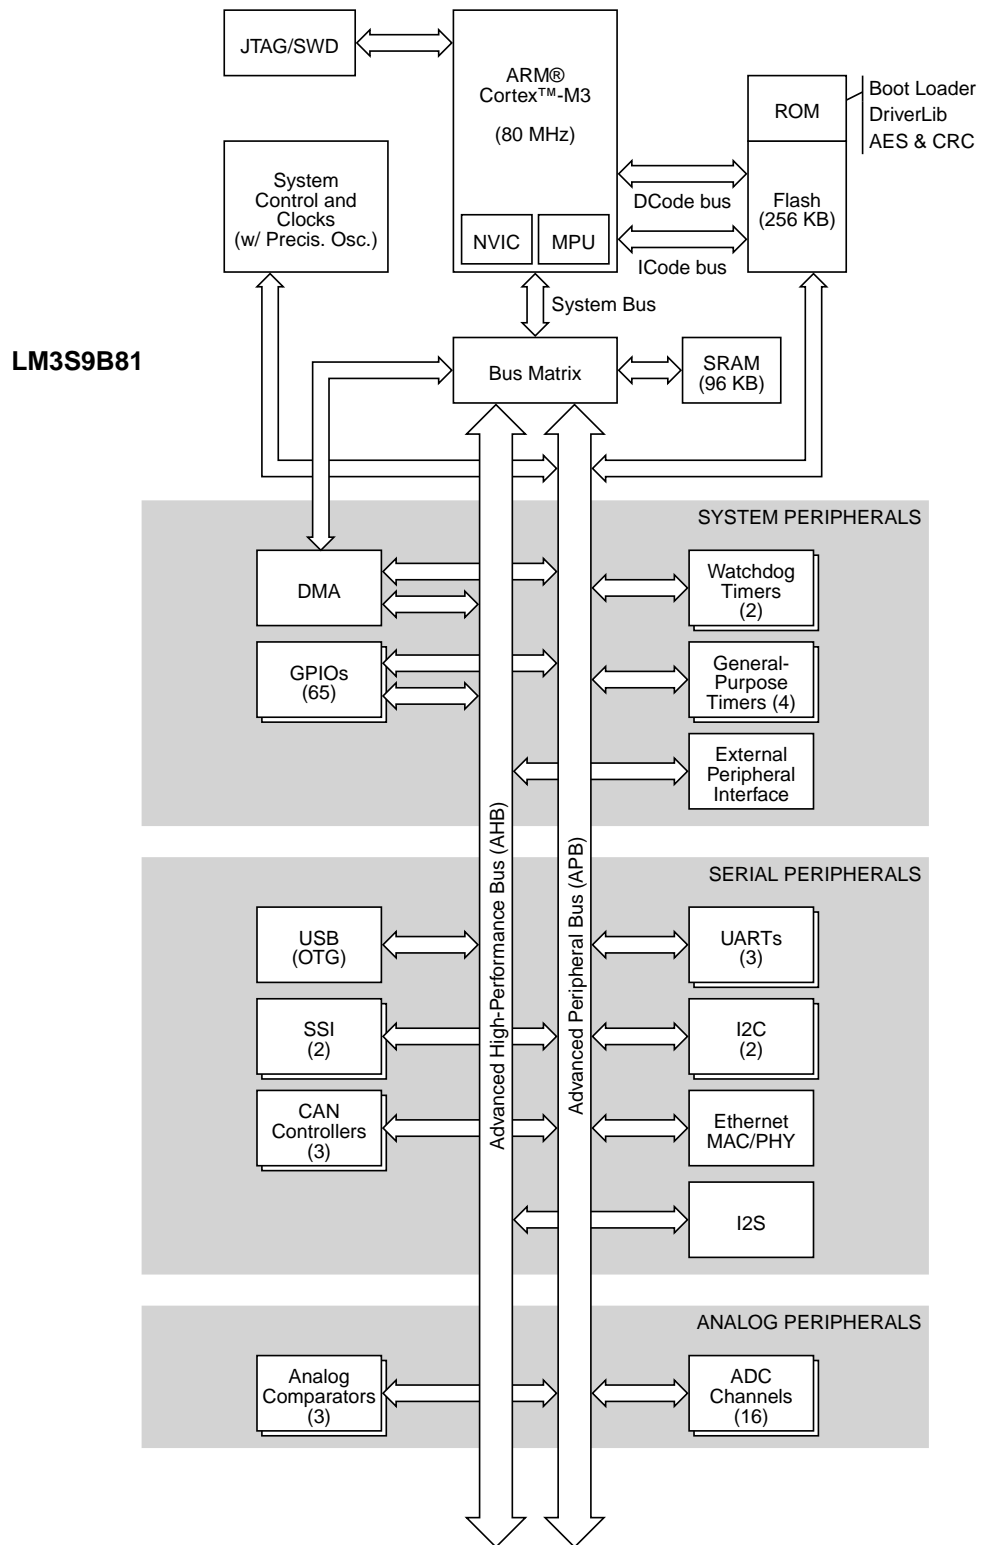 JTAG/SWD
ARM®
Cortex™-M3
(80 MHz)
NVIC
MPU
ROM
Boot Loader
DriverLib
AES & CRC
Flash
(256 KB)
DCode bus
ICode bus
System
Control and
Clocks
(w/ Precis. Osc.)
System Bus
LM3S9B81
Bus Matrix
SRAM
(96 KB)
SYSTEM PERIPHERALS
DMA
Watchdog
Timers
(2)
GPIOs
(65)
General-
Purpose
Timers (4)
External
Peripheral
Interface
Advanced High-Performance Bus (AHB)
Advanced Peripheral Bus (APB)
SERIAL PERIPHERALS
USB
(OTG)
UARTs
(3)
SSI
(2)
I2C
(2)
CAN
Controllers
(3)
Ethernet
MAC/PHY
I2S
ANALOG PERIPHERALS
Analog
Comparators
(3)
ADC
Channels
(16)